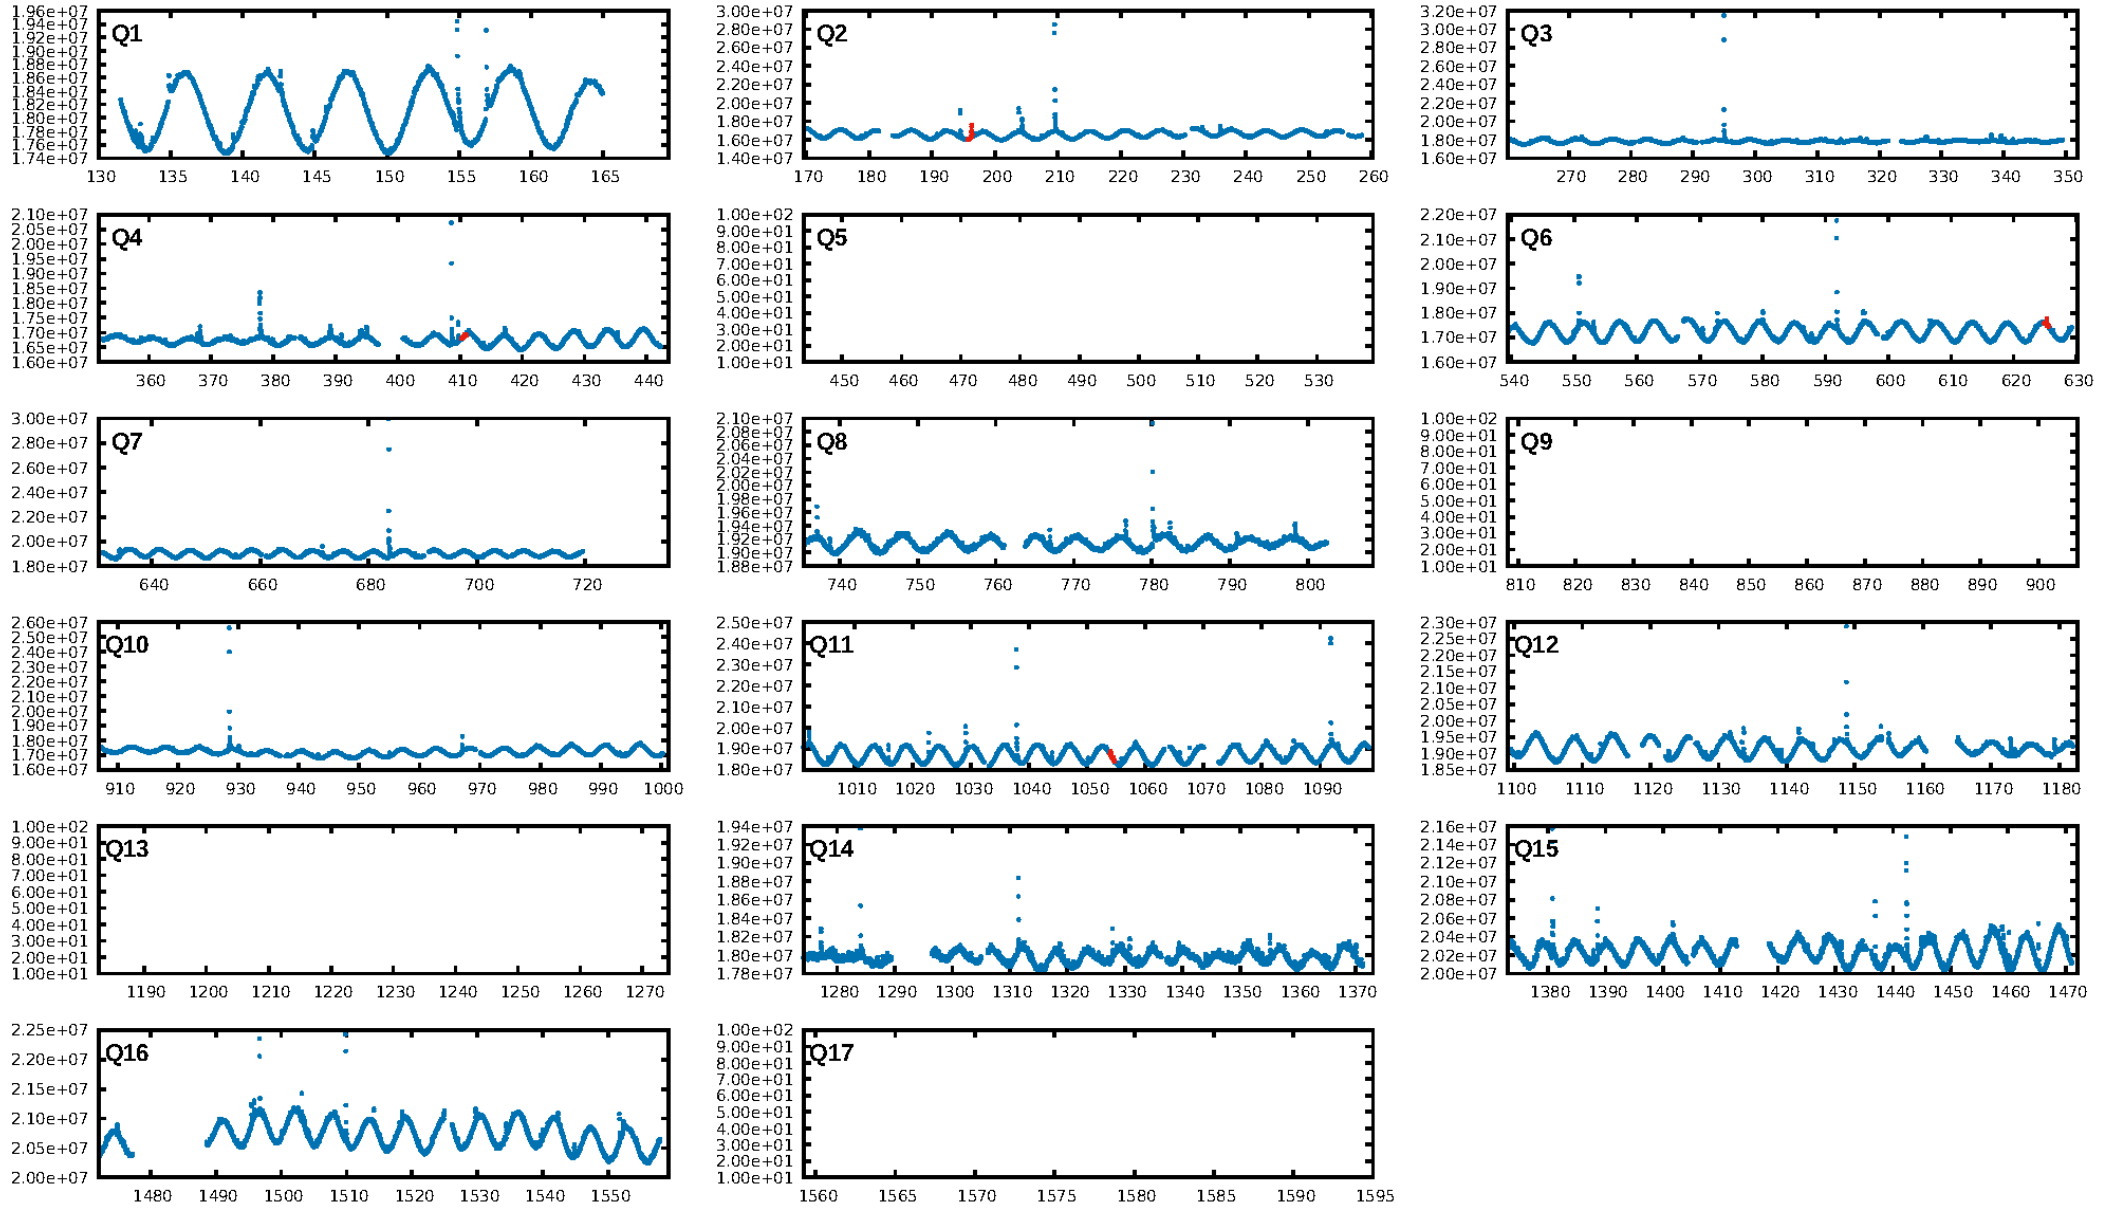 Q1
1.96e+07
1.94e+07
1.92e+07
1.90e+07
1.88e+07
1.86e+07
1.84e+07
1.82e+07
1.80e+07
1.78e+07
1.76e+07
1.74e+07
130 135 140 145 150 155 160 165
Q2
3.00e+07
2.80e+07
2.60e+07
2.40e+07
2.20e+07
2.00e+07
1.80e+07
1.60e+07
1.40e+07
170 180 190 200 210 220 230 240 250 260
Q3
3.20e+07
3.00e+07
2.80e+07
2.60e+07
2.40e+07
2.20e+07
2.00e+07
1.80e+07
1.60e+07
270 280 290 300 310 320 330 340 350
Q4
2.10e+07
2.05e+07
2.00e+07
1.95e+07
1.90e+07
1.85e+07
1.80e+07
1.75e+07
1.70e+07
1.65e+07
1.60e+07
360 370 380 390 400 410 420 430 440
Q5
1.00e+02
9.00e+01
8.00e+01
7.00e+01
6.00e+01
5.00e+01
4.00e+01
3.00e+01
2.00e+01
1.00e+01
450 460 470 480 490 500 510 520 530
Q6
2.20e+07
2.10e+07
2.00e+07
1.90e+07
1.80e+07
1.70e+07
1.60e+07
540 550 560 570 580 590 600 610 620 630
Q7
3.00e+07
2.80e+07
2.60e+07
2.40e+07
2.20e+07
2.00e+07
1.80e+07
640 660 680 700 720
Q8
2.10e+07
2.08e+07
2.06e+07
2.04e+07
2.02e+07
2.00e+07
1.98e+07
1.96e+07
1.94e+07
1.92e+07
1.90e+07
1.88e+07
740 750 760 770 780 790 800
Q9
1.00e+02
9.00e+01
8.00e+01
7.00e+01
6.00e+01
5.00e+01
4.00e+01
3.00e+01
2.00e+01
1.00e+01
810 820 830 840 850 860 870 880 890 900
Q10
2.60e+07
2.50e+07
2.40e+07
2.30e+07
2.20e+07
2.10e+07
2.00e+07
1.90e+07
1.80e+07
1.70e+07
1.60e+07
910 920 930 940 950 960 970 980 990 1000
Q11
2.50e+07
2.40e+07
2.30e+07
2.20e+07
2.10e+07
2.00e+07
1.90e+07
1.80e+07
1010 1020 1030 1040 1050 1060 1070 1080 1090
Q12
2.30e+07
2.25e+07
2.20e+07
2.15e+07
2.10e+07
2.05e+07
2.00e+07
1.95e+07
1.90e+07
1.85e+07
1100 1110 1120 1130 1140 1150 1160 1170 1180
Q13
1.00e+02
9.00e+01
8.00e+01
7.00e+01
6.00e+01
5.00e+01
4.00e+01
3.00e+01
2.00e+01
1.00e+01
1190 1200 1210 1220 1230 1240 1250 1260 1270
Q14
1.94e+07
1.92e+07
1.90e+07
1.88e+07
1.86e+07
1.84e+07
1.82e+07
1.80e+07
1.78e+07
1280 1290 1300 1310 1320 1330 1340 1350 1360 1370
Q15
2.16e+07
2.14e+07
2.12e+07
2.10e+07
2.08e+07
2.06e+07
2.04e+07
2.02e+07
2.00e+07
1380 1390 1400 1410 1420 1430 1440 1450 1460 1470
Q16
2.25e+07
2.20e+07
2.15e+07
2.10e+07
2.05e+07
2.00e+07
1480 1490 1500 1510 1520 1530 1540 1550
Q17
1.00e+02
9.00e+01
8.00e+01
7.00e+01
6.00e+01
5.00e+01
4.00e+01
3.00e+01
2.00e+01
1.00e+01
1560 1565 1570 1575 1580 1585 1590 1595